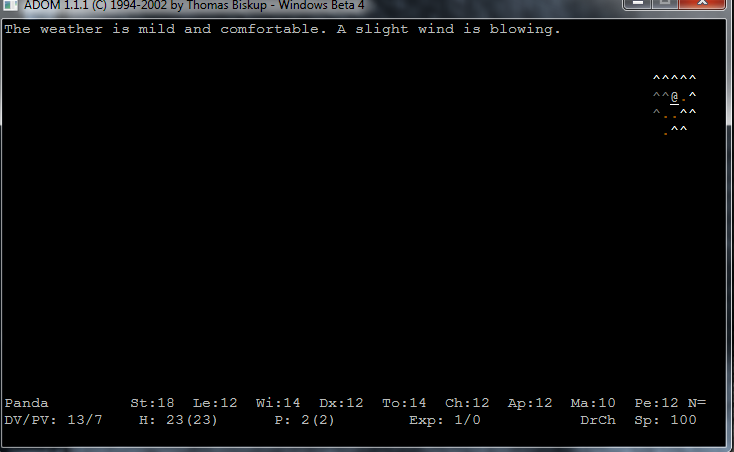 ADOM 1.1.1 (C) 1994-2002 by Thomas Biskup - Windows Beta 4
The weather is mild and comfortable. A slight wind is blowing.
^^^^^
^^@.^
^..^^
.^^
Panda St:18 Le:12 Wi:14 Dx:12 To:14 Ch:12 Ap:12 Ma:10 Pe:12 N=
DV/PV: 13/7 H: 23(23) P: 2(2) Exp: 1/0 DrCh Sp: 100